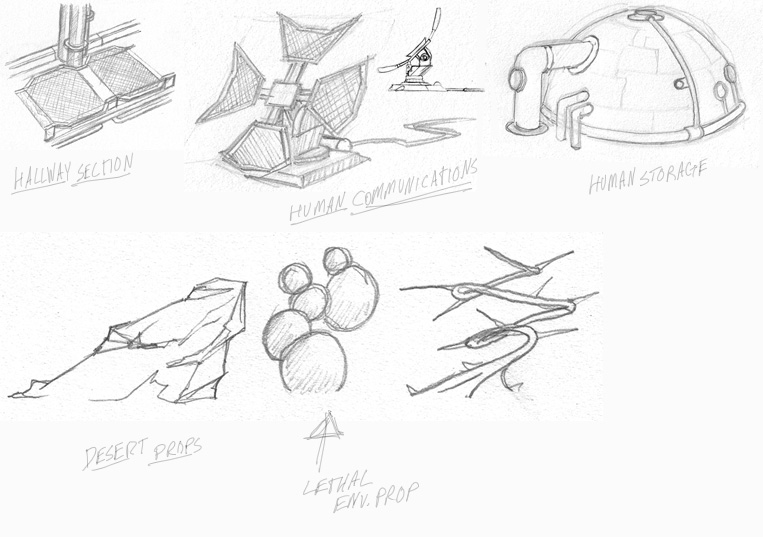 HALLWAY SECTION
HUMAN COMMUNICATIONS
HUMAN STORAGE
DESERT PROPS
LETHAL
ENV. PROP